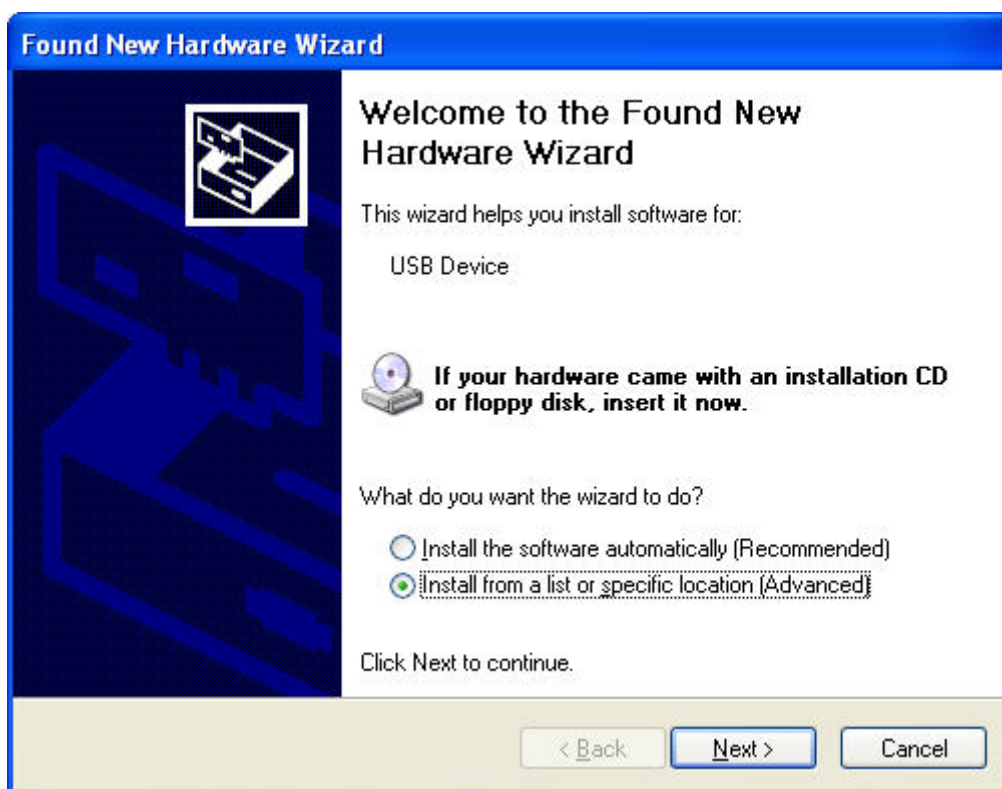 Found New Hardware Wizard
Welcome to the Found New
Hardware Wizard
This wizard helps you install software for:
USB Device
If your hardware came with an installation CD
or floppy disk, insert it now.
What do you want the wizard to do?
Install the software automatically (Recommended)
Install from a list or specific location (Advanced)
Click Next to continue.
< Back Next > Cancel